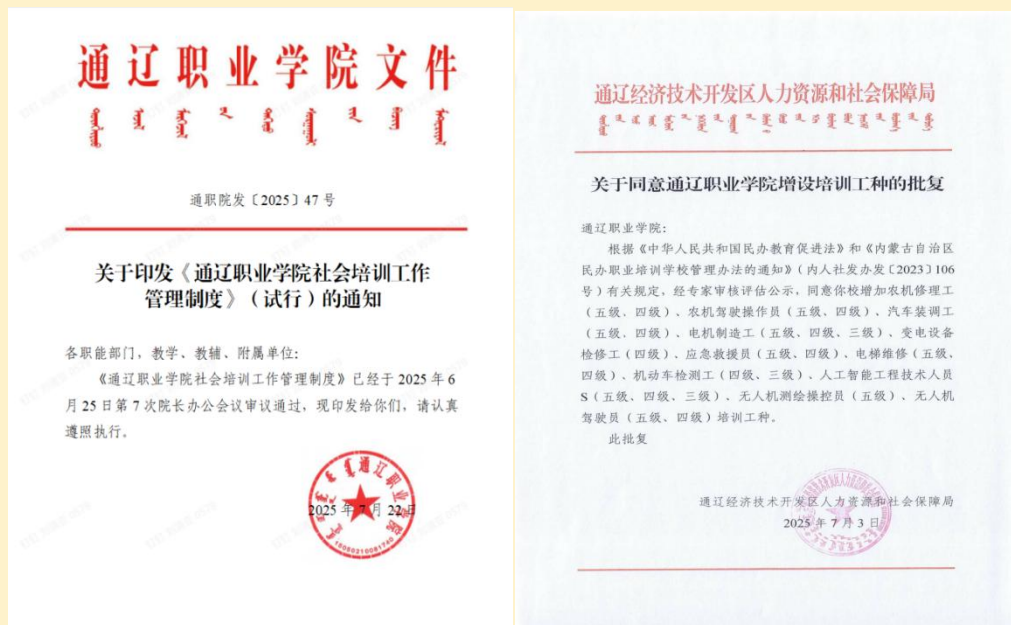 通辽职业学院文件
通职院发〔2025〕47 号
关于印发《通辽职业学院社会培训工作
管理制度》（试行）的通知
各职能部门，教学、教辅、附属单位：
《通辽职业学院社会培训工作管理制度》已经于 2025 年 6
月 25 日第 7 次院长办公会议审议通过，现印发给你们，请认真
遵照执行。
通辽职业学院
2025 年 7 月 22 日
通辽经济技术开发区人力资源和社会保障局
关于同意通辽职业学院增设培训工种的批复
通辽职业学院：
根据《中华人民共和国民办教育促进法》和《内蒙古自治区
民办职业培训学校管理办法的通知》（内人社发办发〔2023〕106
号）有关规定，经专家审核评估公示，同意你校增加农机修理工
（五级、四级）、农机驾驶操作员（五级、四级）、汽车装调工
（五级、四级）、电机制造工（五级、四级、三级）、变电设备
检修工（四级）、应急救援员（五级、四级）、电梯维修（五级、
四级）、机动车检测工（四级、三级）、人工智能工程技术人员
S（五级、四级、三级）、无人机测绘操控员（五级）、无人机
驾驶员（五级、四级）培训工种。
此批复
通辽经济技术开发区人力资源和社会保障局
2025 年 7 月 3 日